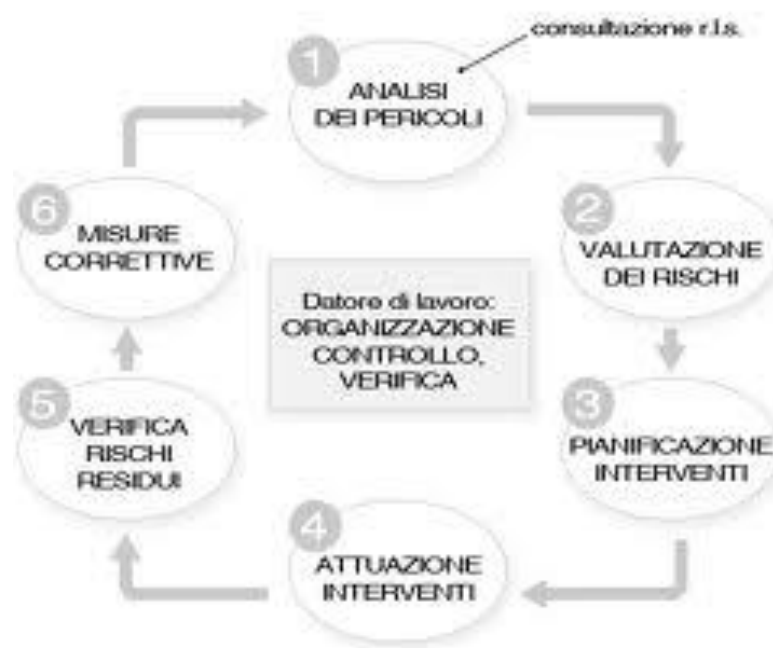 consultazione r.l.s.
1
ANALISI
DEI PERICOLI
2
VALUTAZIONE
DEI RISCHI
3
PIANIFICAZIONE
INTERVENTI
4
ATTUAZIONE
INTERVENTI
5
VERIFICA
RISCHI
RESIDUI
6
MISURE
CORRETTIVE
Datore di lavoro:
ORGANIZZAZIONE
CONTROLLO,
VERIFICA